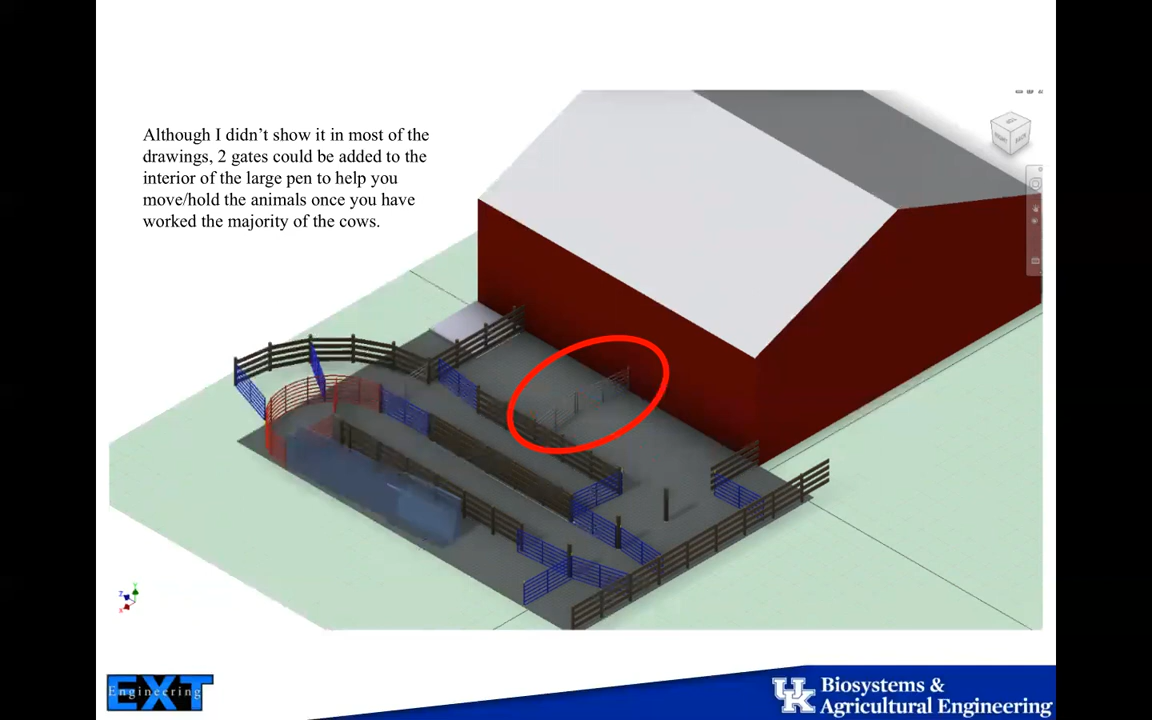 Although I didn’t show it in most of the
drawings, 2 gates could be added to the
interior of the large pen to help you
move/hold the animals once you have
worked the majority of the cows.
EXT
Engineering
UK
Biosystems &
Agricultural Engineering